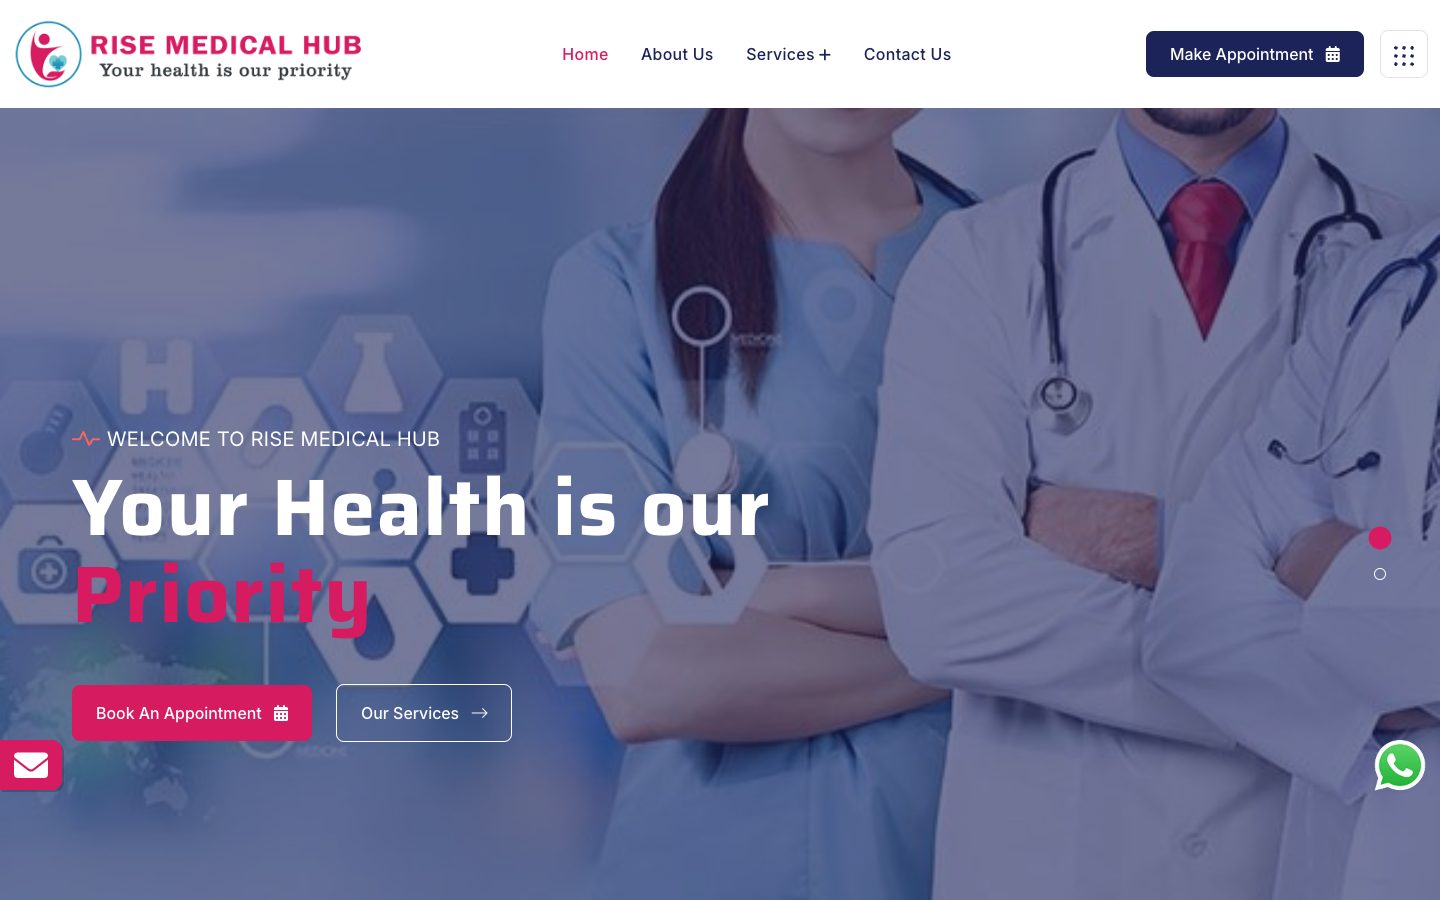 RISE MEDICAL HUB
Your health is our priority
Home
About Us
Services +
Contact Us
Make Appointment
WELCOME TO RISE MEDICAL HUB
Your Health is our
Priority
Book An Appointment
Our Services